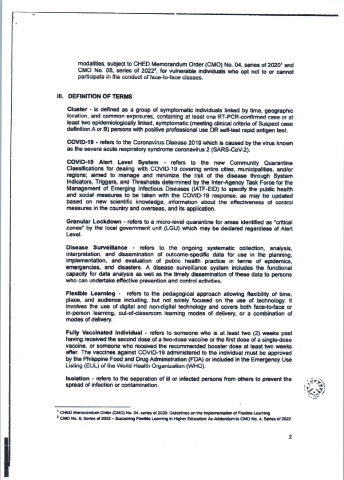 modalities, subject to CHED Memorandum Order (CMO) No. 04, series of 2020¹ and
CMO No. 06, series of 2022², for vulnerable individuals who opt not to or cannot
participate in the conduct of face-to-face classes.
III. DEFINITION OF TERMS
Cluster - is defined as a group of symptomatic individuals linked by time, geographic
location, and common exposures, containing at least one RT-PCR-confirmed case or at
least two epidemiologically linked, symptomatic (meeting clinical criteria of Suspect case
definition A or B) persons with positive professional use OR self-test rapid antigen test.
COVID-19 - refers to the Coronavirus Disease 2019 which is caused by the virus known
as the severe acute respiratory syndrome coronavirus 2 (SARS-CoV-2).
COVID-19 Alert Level System - refers to the new Community Quarantine
Classifications for dealing with COVID-19 covering entire cities, municipalities, and/or
regions; aimed to manage and minimize the risk of the disease through System
Indicators, Triggers, and Thresholds determined by the Inter-Agency Task Force for the
Management of Emerging Infectious Diseases (IATF-EID) to specify the public health
and social measures to be taken with the COVID-19 response, as may be updated
based on new scientific knowledge, information about the effectiveness of control
measures in the country and overseas, and its application.
Granular Lockdown - refers to a micro-level quarantine for areas identified as "critical
zones" by the local government unit (LGU) which may be declared regardless of Alert
Level.
Disease Surveillance - refers to the ongoing systematic collection, analysis,
interpretation, and dissemination of outcome-specific data for use in the planning,
implementation, and evaluation of public health practice in terms of epidemics,
emergencies, and disasters. A disease surveillance system includes the functional
capacity for data analysis as well as the timely dissemination of these data to persons
who can undertake effective prevention and control activities.
Flexible Learning - refers to the pedagogical approach allowing flexibility of time,
place, and audience including, but not solely focused on the use of technology. It
involves the use of digital and non-digital technology and covers both face-to-face or
in-person learning, out-of-classroom learning modes of delivery, or a combination of
modes of delivery.
Fully Vaccinated Individual - refers to someone who is at least two (2) weeks past
having received the second dose of a two-dose vaccine or the first dose of a single-dose
vaccine, or someone who received the recommended booster dose at least two weeks
after. The vaccines against COVID-19 administered to the individual must be approved
by the Philippine Food and Drug Administration (FDA) or included in the Emergency Use
Listing (EUL) of the World Health Organization (WHO).
Isolation - refers to the separation of ill or infected persons from others to prevent the
spread of infection or contamination.
¹ CHED Memorandum Order (CMO) No. 04, series of 2020: Guidelines on the Implementation of Flexible Learning
² CMO No. 6, Series of 2022 – Sustaining Flexible Learning in Higher Education: An Addendum to CMO No. 4, Series of 2022
2